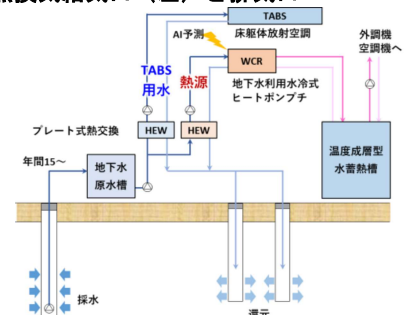 TABS
床躯体放射空調
AI予測
WCR
地下水利用水冷式
ヒートポンプチ
外調機
空調機へ
TABS
用水
熱源
プレート式熱交換
HEW
HEW
年間15～
地下水
原水槽
温度成層型
水蓄熱槽
採水
還元